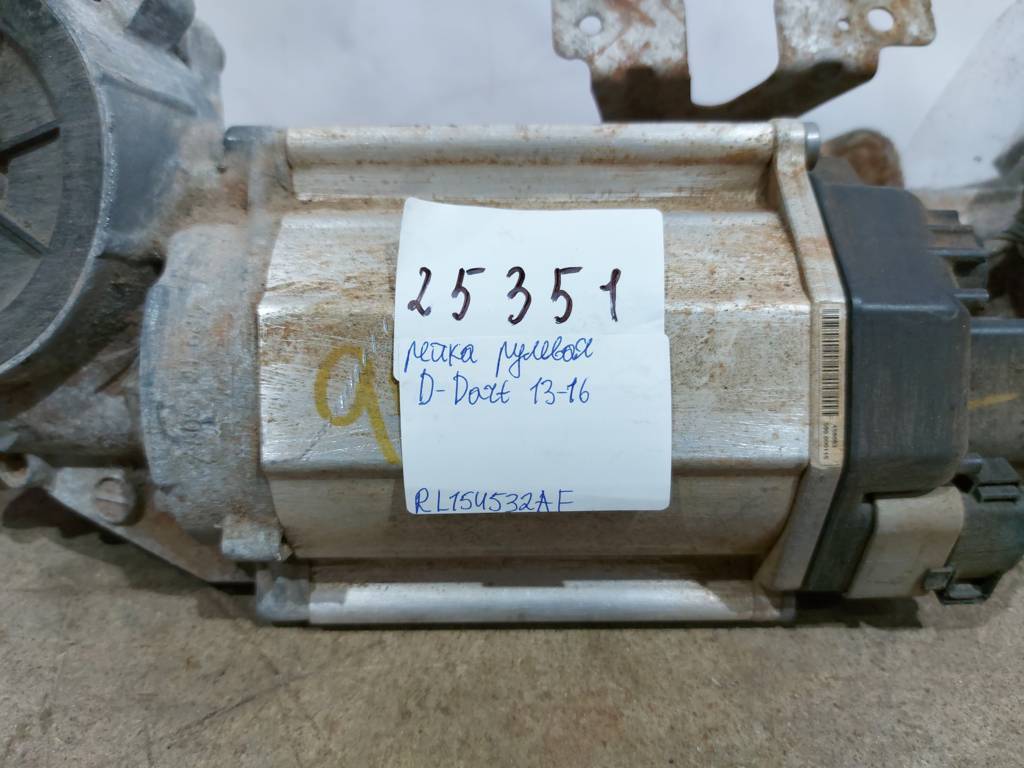 25351
рейка рулевая
D-Dart 13-16
RL154532AF